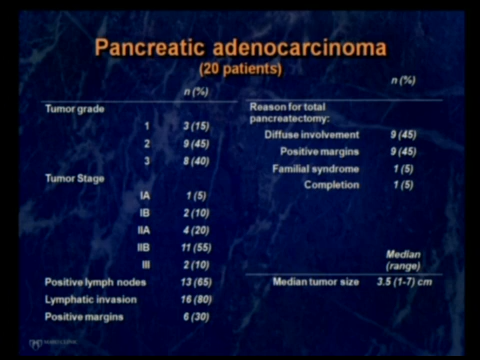 Pancreatic adenocarcinoma
(20 patients)
n (%)
Tumor grade
1 3 (15)
2 9 (45)
3 8 (40)
Tumor Stage
IA 1 (5)
IB 2 (10)
IIA 4 (20)
IIB 11 (55)
III 2 (10)
Positive lymph nodes 13 (65)
Lymphatic invasion 16 (80)
Positive margins 6 (30)
n (%)
Reason for total
pancreatectomy:
Diffuse involvement 9 (45)
Positive margins 9 (45)
Familial syndrome 1 (5)
Completion 1 (5)
Median
(range)
Median tumor size 3.5 (1-7) cm